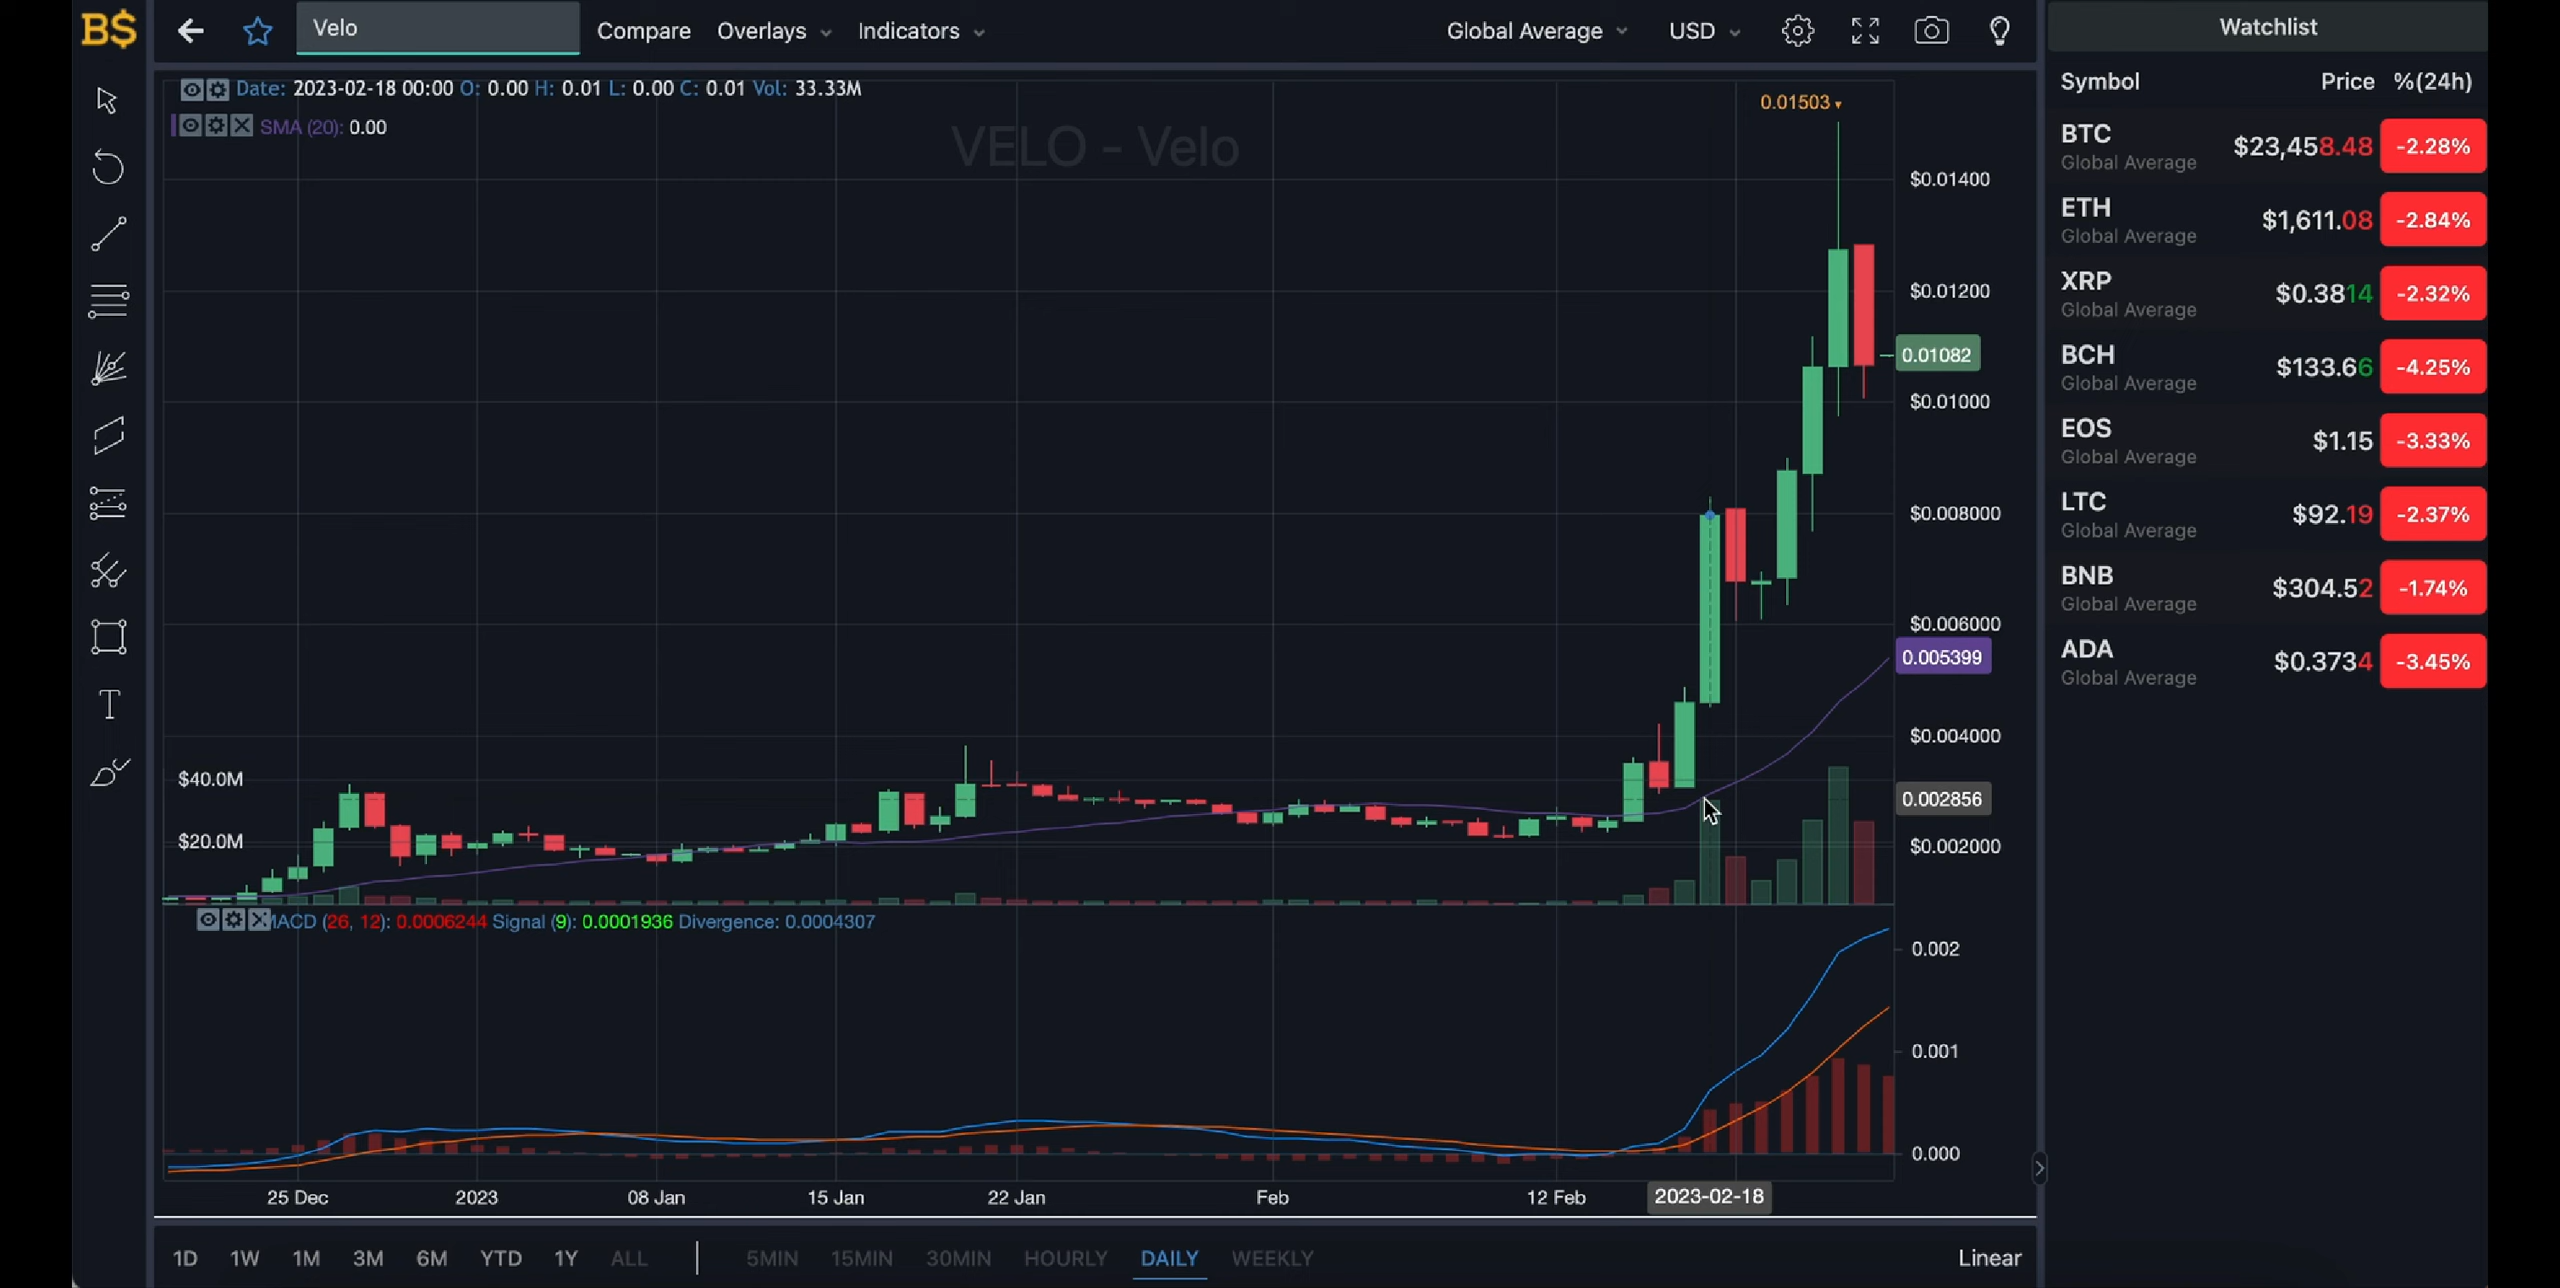 B$
Velo
Compare
Overlays
Indicators
Global Average
USD
Watchlist
Date: 2023-02-18 00:00 O: 0.00 H: 0.01 L: 0.00 C: 0.01 Vol: 33.33M
SMA (20): 0.00
VELO - Velo
0.01503
$0.01400
$0.01200
0.01082
$0.01000
$0.008000
$0.006000
0.005399
$0.004000
0.002856
$0.002000
$40.0M
$20.0M
MACD (26, 12): 0.0006244 Signal (9): 0.0001936 Divergence: 0.0004307
0.002
0.001
0.000
25 Dec
2023
08 Jan
15 Jan
22 Jan
Feb
12 Feb
2023-02-18
1D 1W 1M 3M 6M YTD 1Y ALL
5MIN 15MIN 30MIN HOURLY DAILY WEEKLY
Linear
Symbol Price %(24h)
BTC $23,458.48 -2.28%
Global Average
ETH $1,611.08 -2.84%
Global Average
XRP $0.3814 -2.32%
Global Average
BCH $133.66 -4.25%
Global Average
EOS $1.15 -3.33%
Global Average
LTC $92.19 -2.37%
Global Average
BNB $304.52 -1.74%
Global Average
ADA $0.3734 -3.45%
Global Average